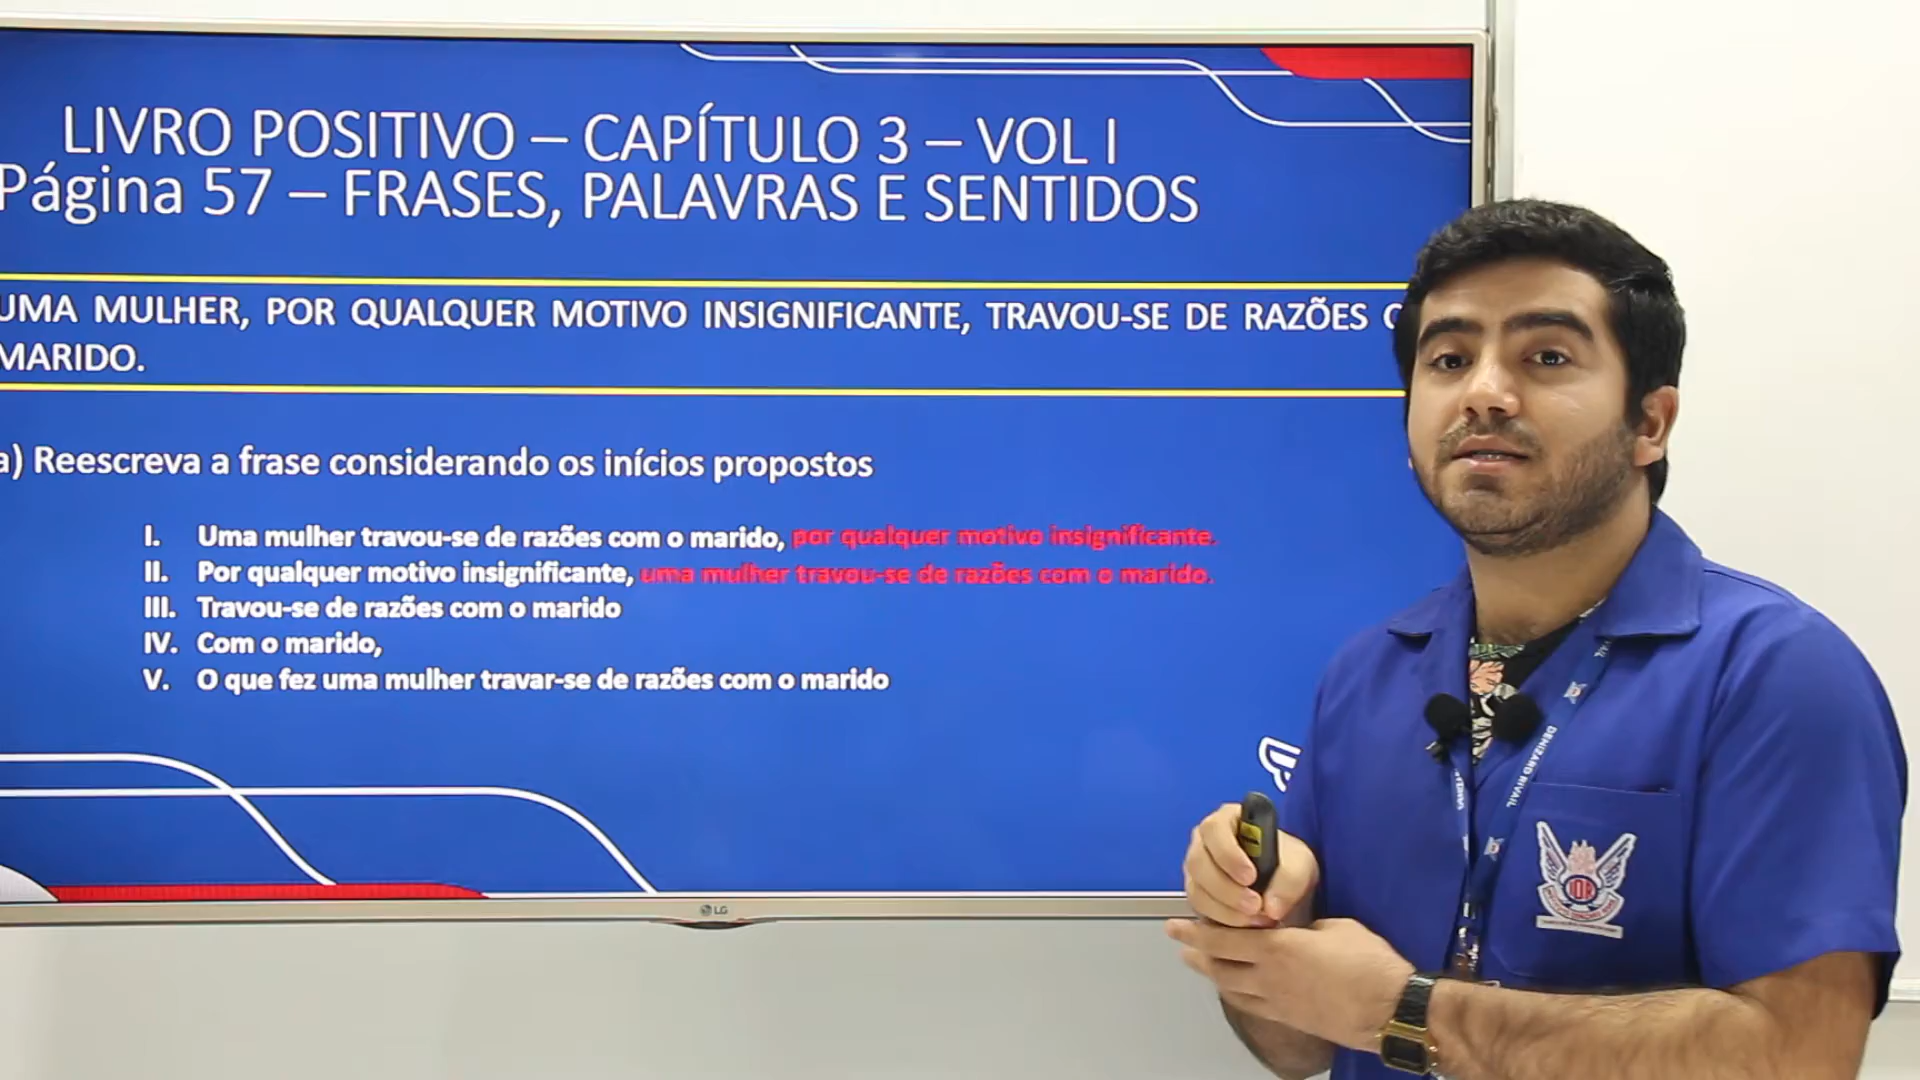 LIVRO POSITIVO – CAPÍTULO 3 – VOL I
Página 57 – FRASES, PALAVRAS E SENTIDOS
UMA MULHER, POR QUALQUER MOTIVO INSIGNIFICANTE, TRAVOU-SE DE RAZÕES
MARIDO.
a) Reescreva a frase considerando os inícios propostos
I. Uma mulher travou-se de razões com o marido, por qualquer motivo insignificante.
II. Por qualquer motivo insignificante, uma mulher travou-se de razões com o marido.
III. Travou-se de razões com o marido
IV. Com o marido,
V. O que fez uma mulher travar-se de razões com o marido
LG
DENIZARD RIVAIL
IDR